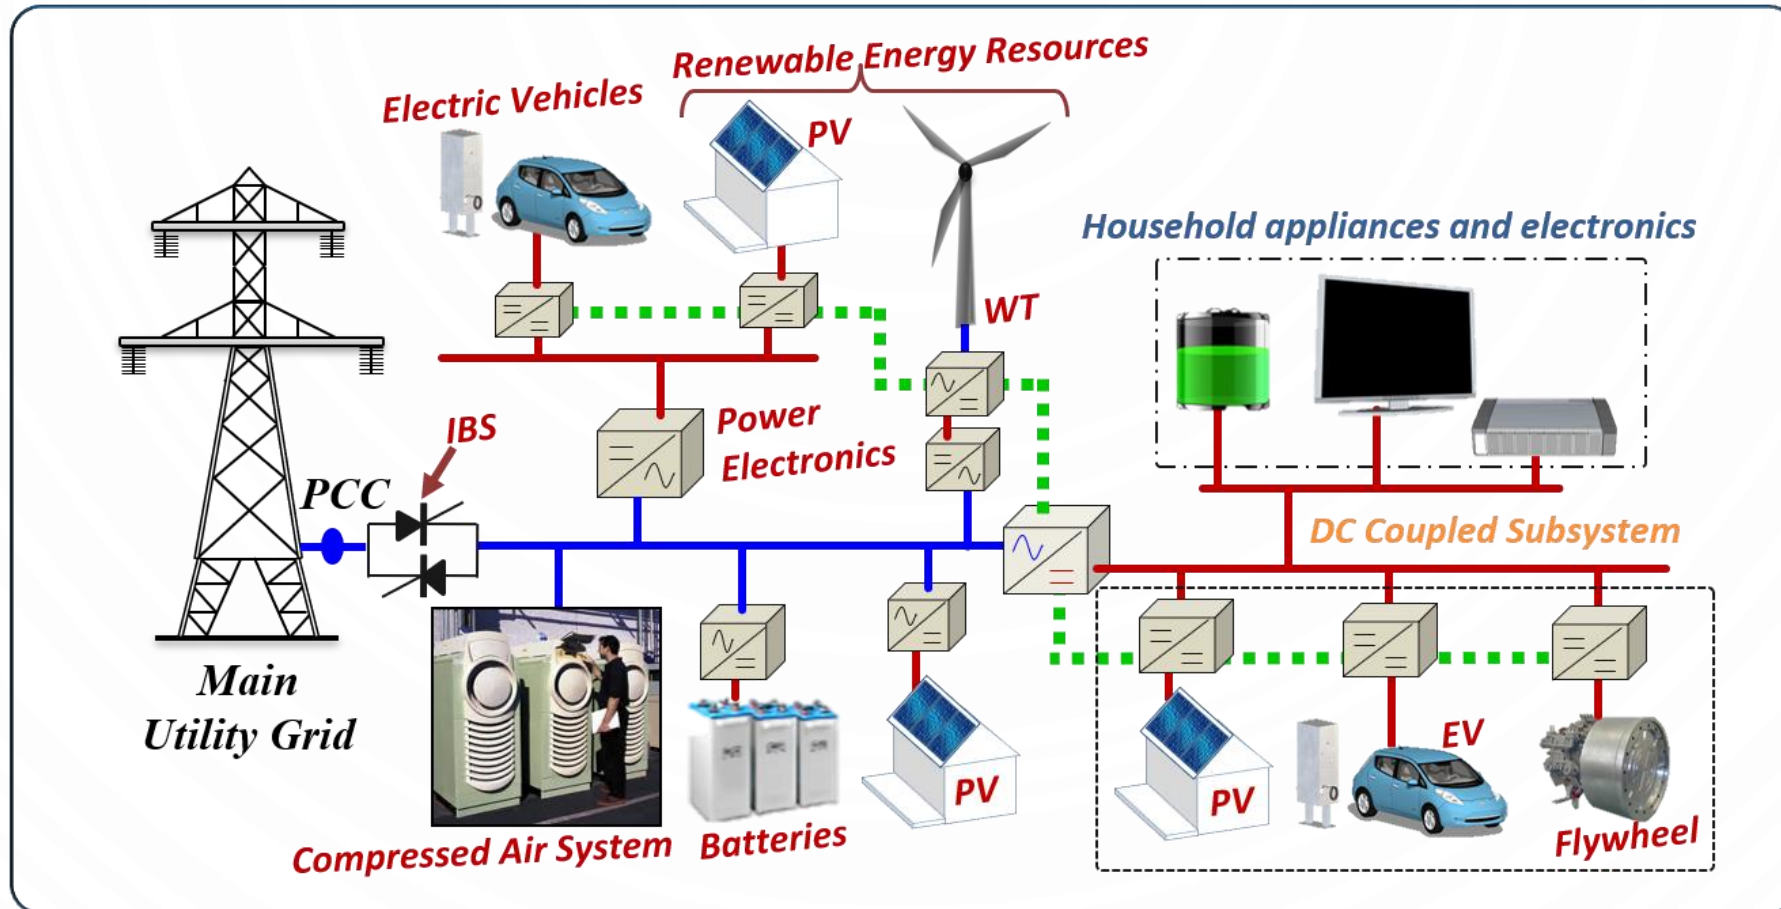 Renewable Energy Resources
Electric Vehicles
PV
Household appliances and electronics
WT
IBS
Power
Electronics
PCC
DC Coupled Subsystem
Main
Utility Grid
EV
PV
PV
Flywheel
Compressed Air System
Batteries